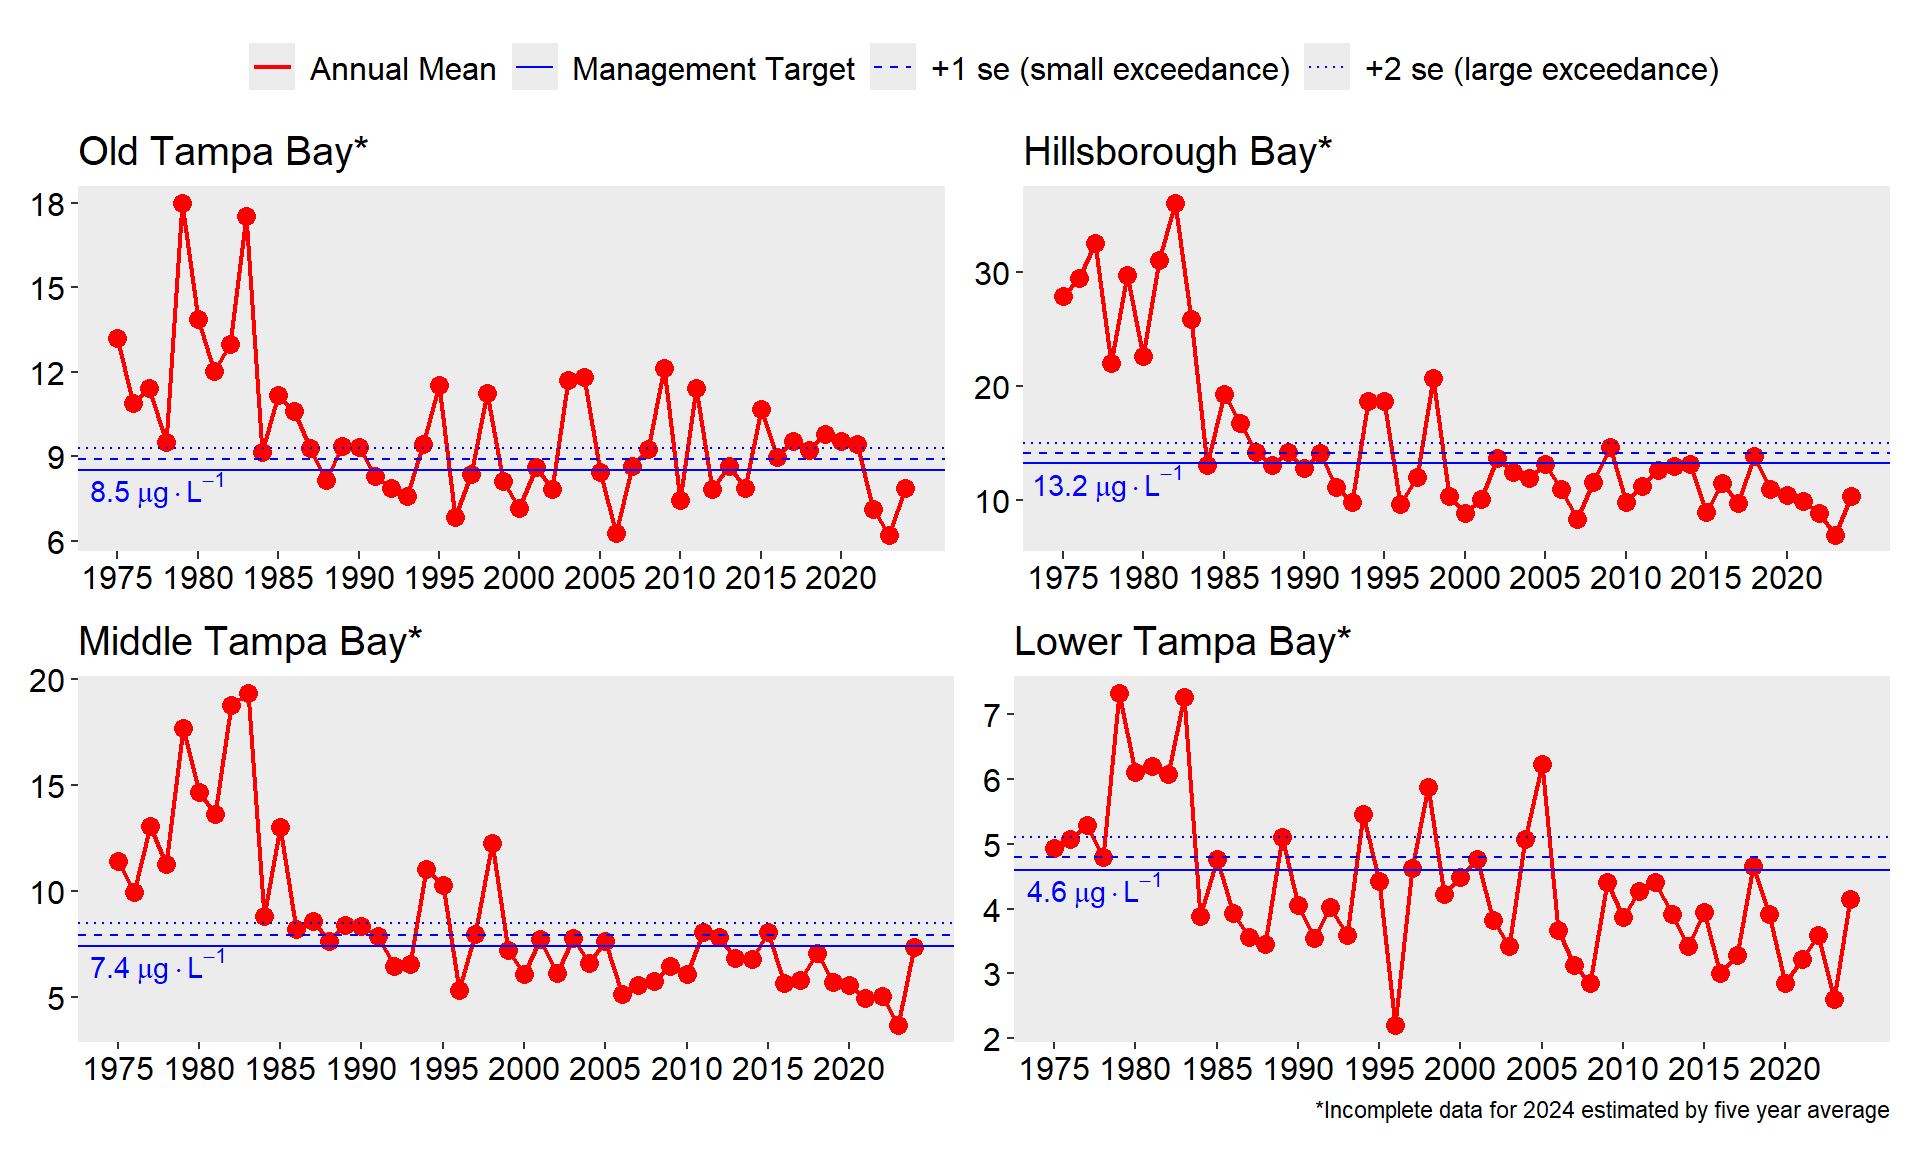 Annual Mean Management Target +1 se (small exceedance) +2 se (large exceedance)
Old Tampa Bay*
18
15
12
9
6
8.5 μg · L⁻¹
1975 1980 1985 1990 1995 2000 2005 2010 2015 2020
Hillsborough Bay*
30
20
10
13.2 μg · L⁻¹
1975 1980 1985 1990 1995 2000 2005 2010 2015 2020
Middle Tampa Bay*
20
15
10
5
7.4 μg · L⁻¹
1975 1980 1985 1990 1995 2000 2005 2010 2015 2020
Lower Tampa Bay*
7
6
5
4
3
2
4.6 μg · L⁻¹
1975 1980 1985 1990 1995 2000 2005 2010 2015 2020
*Incomplete data for 2024 estimated by five year average